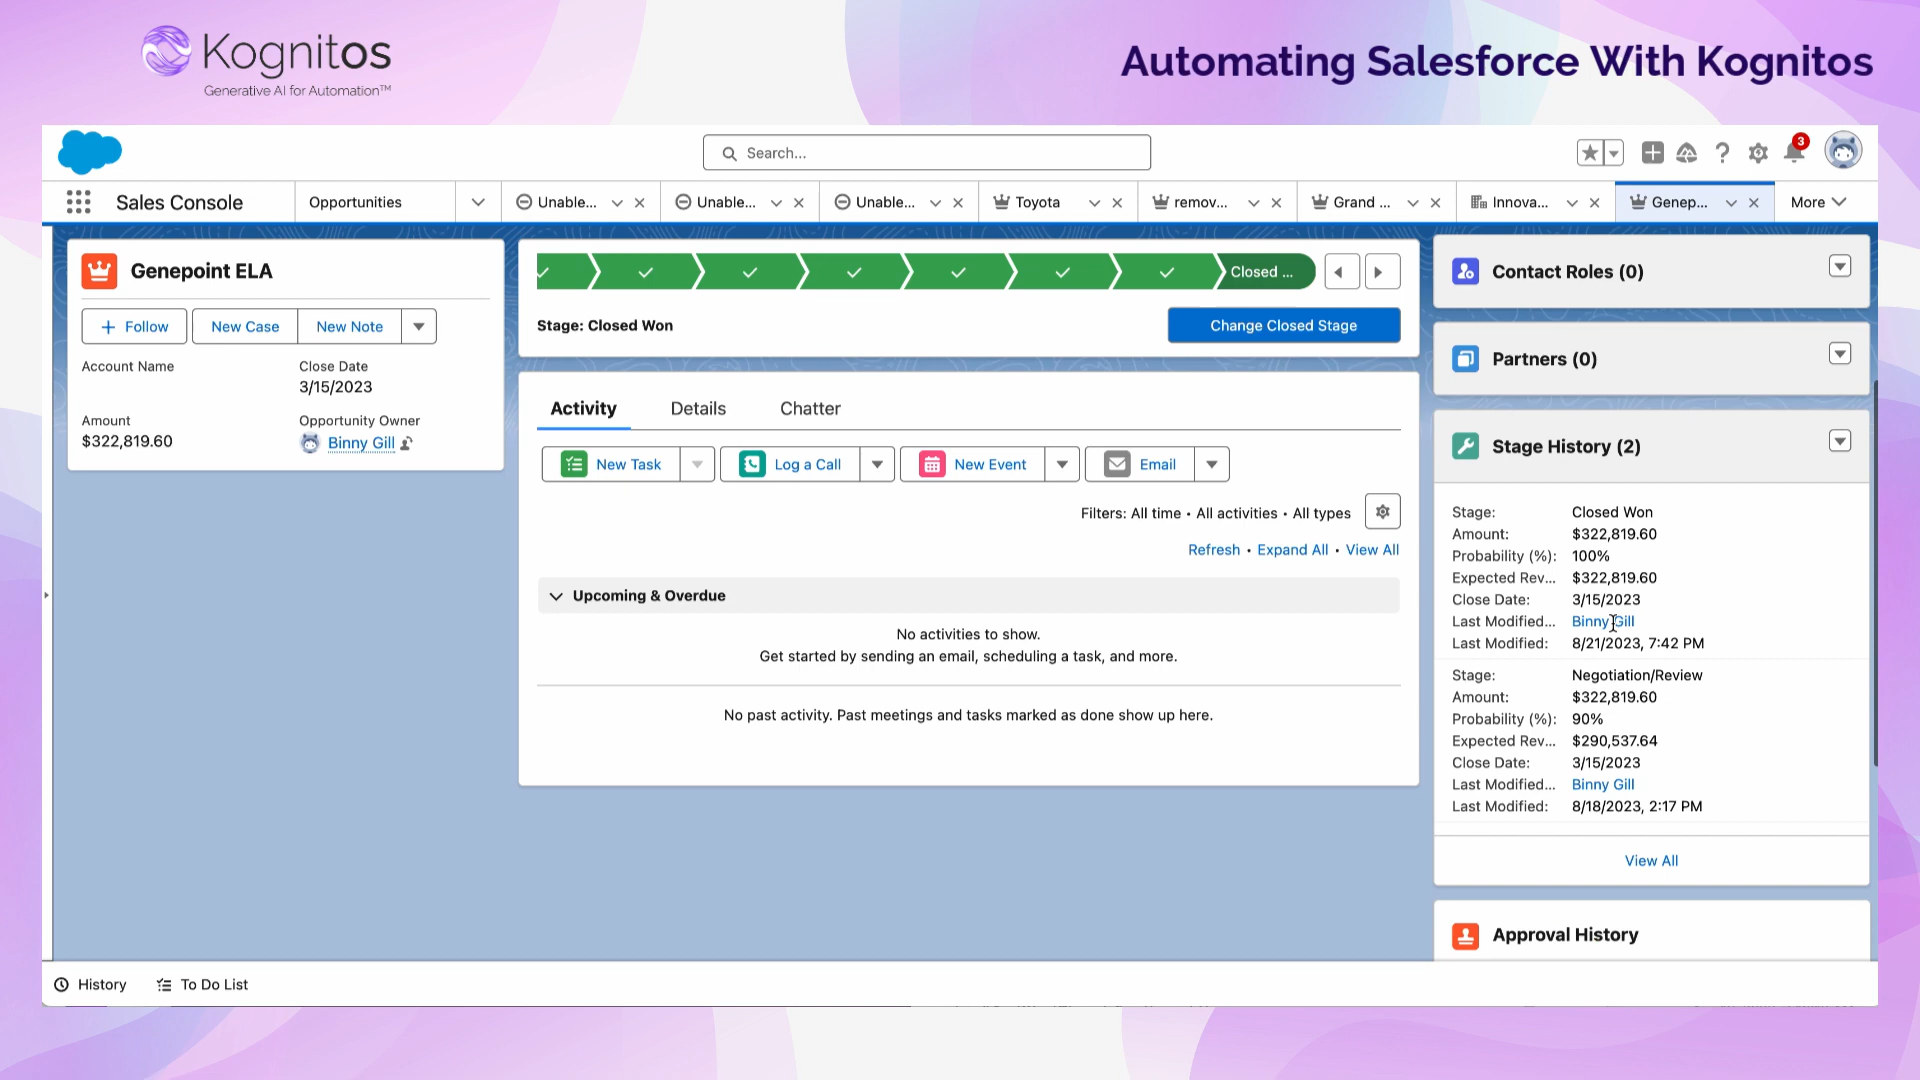 Kognitos
Generative AI for Automation™
Automating Salesforce With Kognitos
Search...
3
Sales Console
Opportunities
Unable...
Unable...
Unable...
Toyota
remov...
Grand ...
Innova...
Genep...
More
Genepoint ELA
Follow
New Case
New Note
Account Name
Close Date
3/15/2023
Amount
$322,819.60
Opportunity Owner
Binny Gill
Closed ...
Stage: Closed Won
Change Closed Stage
Activity
Details
Chatter
New Task
Log a Call
New Event
Email
Filters: All time • All activities • All types
Refresh • Expand All • View All
Upcoming & Overdue
No activities to show.
Get started by sending an email, scheduling a task, and more.
No past activity. Past meetings and tasks marked as done show up here.
Contact Roles (0)
Partners (0)
Stage History (2)
Stage: Closed Won
Amount: $322,819.60
Probability (%): 100%
Expected Rev... $322,819.60
Close Date: 3/15/2023
Last Modified... Binny Gill
Last Modified: 8/21/2023, 7:42 PM
Stage: Negotiation/Review
Amount: $322,819.60
Probability (%): 90%
Expected Rev... $290,537.64
Close Date: 3/15/2023
Last Modified... Binny Gill
Last Modified: 8/18/2023, 2:17 PM
View All
Approval History
History
To Do List